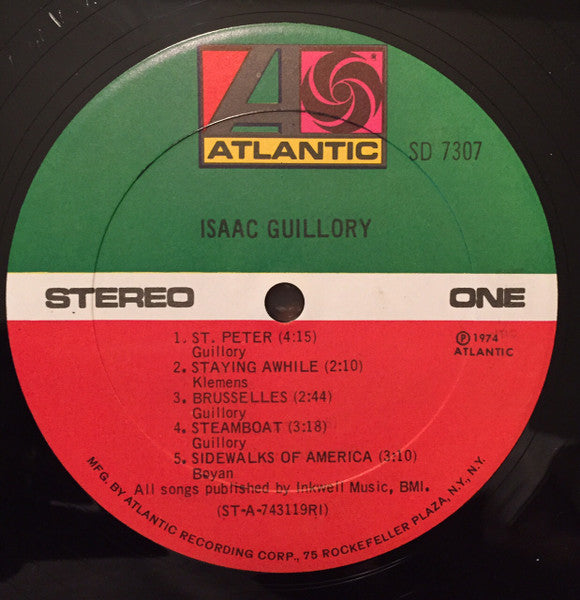 ATLANTIC
SD 7307
ISAAC GUILLORY
STEREO
ONE
1. ST. PETER (4:15)
Guillory
2. STAYING AWHILE (2:10)
Klemens
3. BRUSSELLES (2:44)
Guillory
4. STEAMBOAT (3:18)
Guillory
5. SIDEWALKS OF AMERICA (3:10)
Bevan
All songs published by Inkwell Music, BMI.
(ST-A-743119RI)
℗ 1974
ATLANTIC
MFG. BY ATLANTIC RECORDING CORP., 75 ROCKEFELLER PLAZA, N.Y., N.Y.